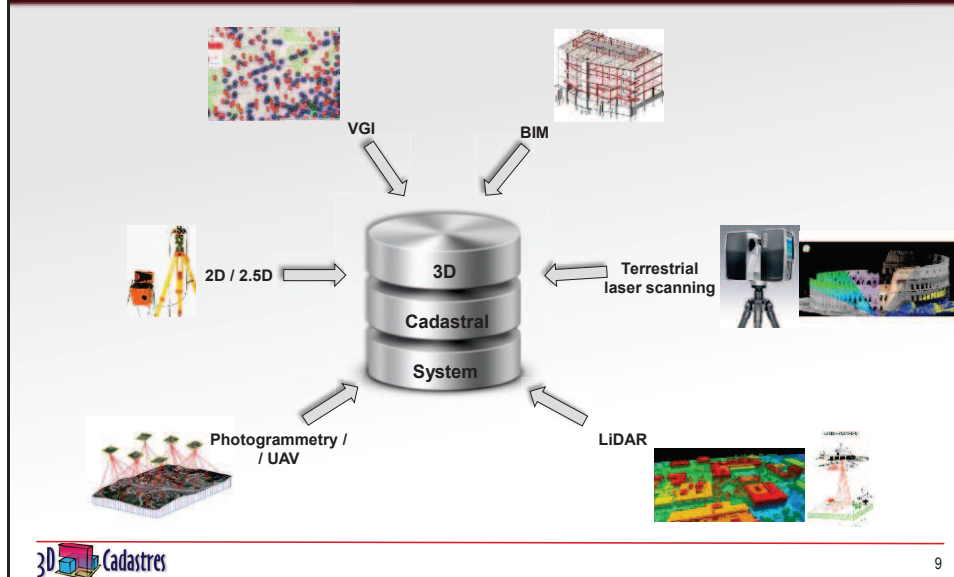 VGI
BIM
2D / 2.5D
3D
Cadastral
System
Terrestrial
laser scanning
Photogrammetry /
/ UAV
LiDAR
3D Cadastres
9